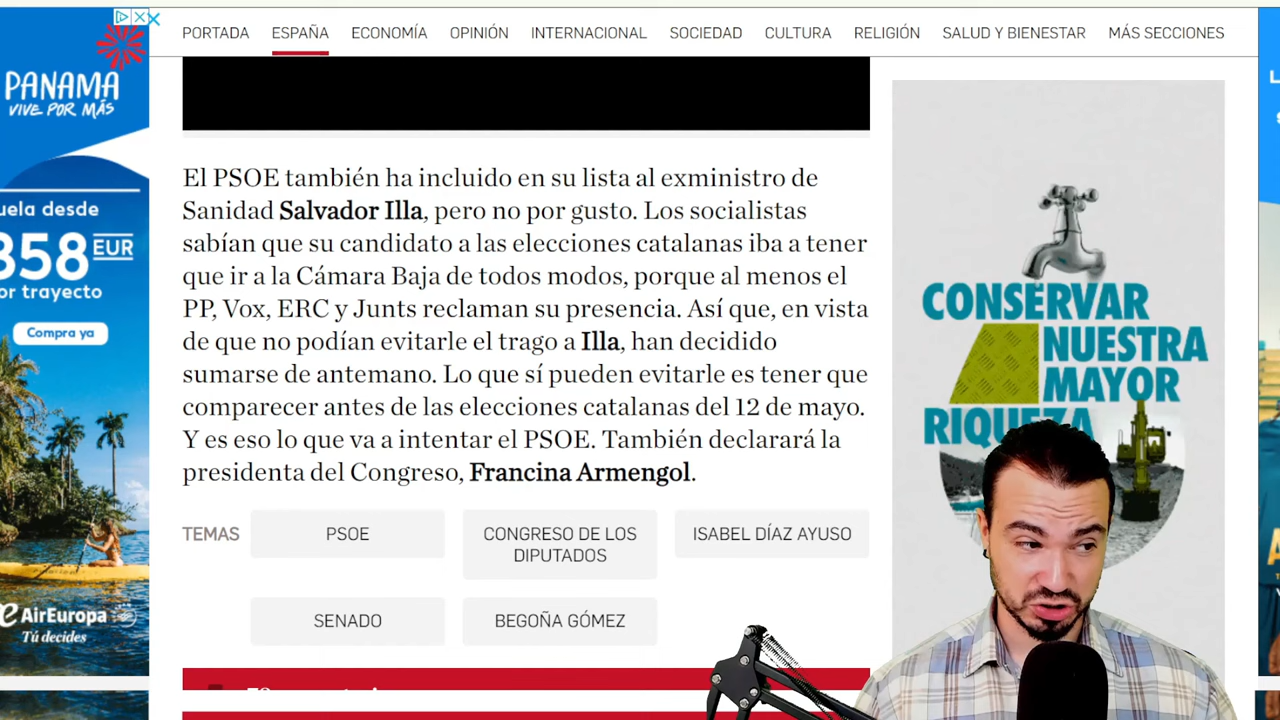 PORTADA
ESPAÑA
ECONOMÍA
OPINIÓN
INTERNACIONAL
SOCIEDAD
CULTURA
RELIGIÓN
SALUD Y BIENESTAR
MÁS SECCIONES
PANAMA
VIVE POR MÁS
desde
858 EUR
por trayecto
Compra ya
AirEuropa
Tú decides
El PSOE también ha incluido en su lista al exministro de
Sanidad Salvador Illa, pero no por gusto. Los socialistas
sabían que su candidato a las elecciones catalanas iba a tener
que ir a la Cámara Baja de todos modos, porque al menos el
PP, Vox, ERC y Junts reclaman su presencia. Así que, en vista
de que no podían evitarle el trago a Illa, han decidido
sumarse de antemano. Lo que sí pueden evitarle es tener que
comparecer antes de las elecciones catalanas del 12 de mayo.
Y es eso lo que va a intentar el PSOE. También declarará la
presidenta del Congreso, Francina Armengol.
TEMAS
PSOE
CONGRESO DE LOS
DIPUTADOS
ISABEL DÍAZ AYUSO
SENADO
BEGOÑA GÓMEZ
CONSERVAR
NUESTRA
MAYOR
RIQUEZA